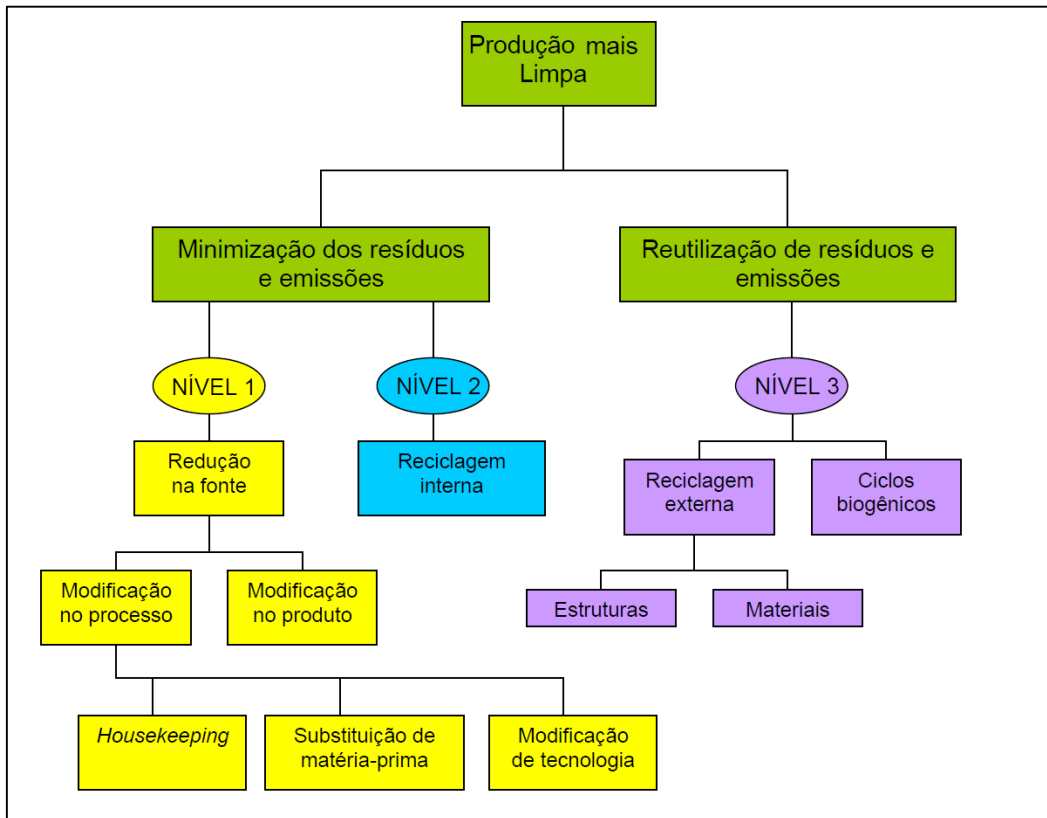 Produção mais
Limpa
Minimização dos resíduos
e emissões
Reutilização de resíduos e
emissões
NÍVEL 1
NÍVEL 2
NÍVEL 3
Redução
na fonte
Reciclagem
interna
Reciclagem
externa
Ciclos
biogênicos
Modificação
no processo
Modificação
no produto
Estruturas
Materiais
Housekeeping
Substituição de
matéria-prima
Modificação
de tecnologia